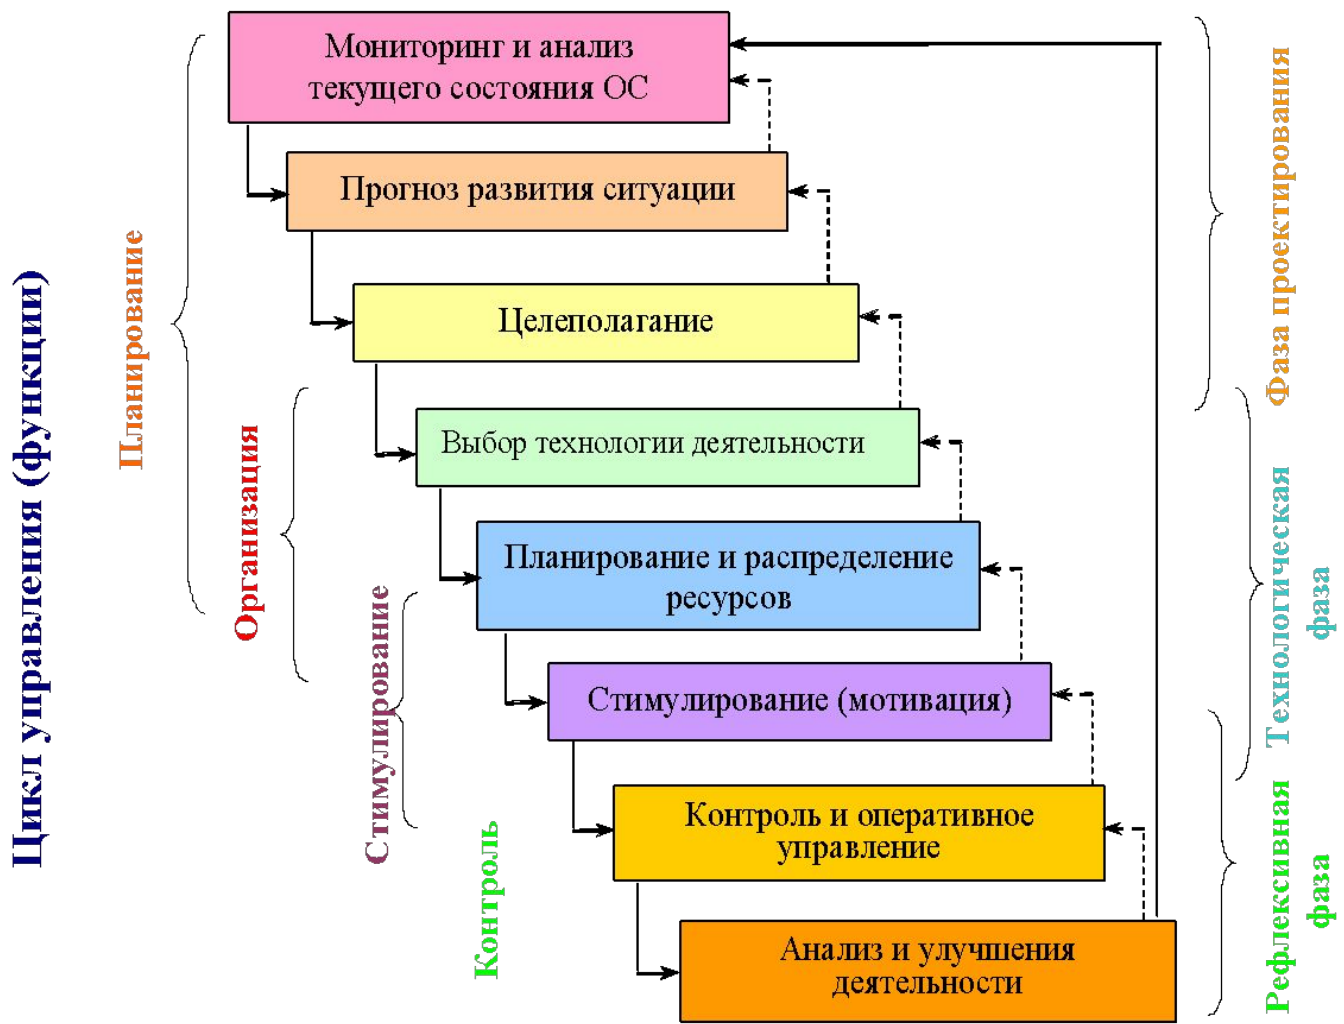 Мониторинг и анализ
текущего состояния ОС
Прогноз развития ситуации
Целеполагание
Выбор технологии деятельности
Планирование и распределение
ресурсов
Стимулирование (мотивация)
Контроль и оперативное
управление
Анализ и улучшения
деятельности
Цикл управления (функции)
Планирование
Организация
Стимулирование
Контроль
Фаза проектирования
Технологическая
фаза
Рефлексивная
фаза